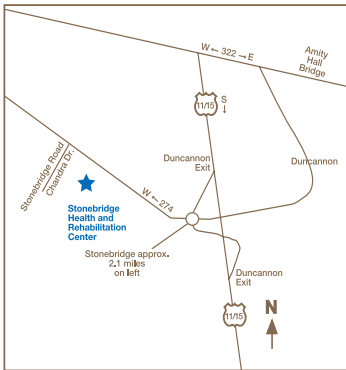 W ← 322 → E
Amity
Hall
Bridge
11/15
S
↓
Duncannon
Exit
Duncannon
Stonebridge Road
Chandra Dr.
W ← 274
Stonebridge
Health and
Rehabilitation
Center
Stonebridge approx.
2.1 miles
on left
Duncannon
Exit
11/15
N